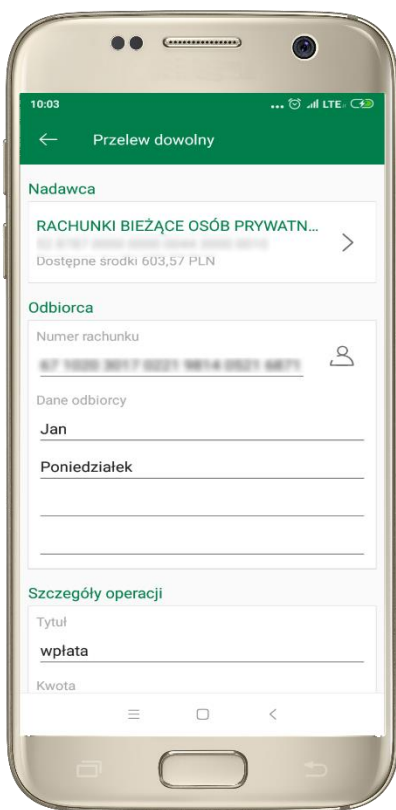 10:03
... LTE
Przelew dowolny
Nadawca
RACHUNKI BIEŻĄCE OSÓB PRYWATN...
Dostępne środki 603,57 PLN
Odbiorca
Numer rachunku
Dane odbiorcy
Jan
Poniedziałek
Szczegóły operacji
Tytuł
wpłata
Kwota